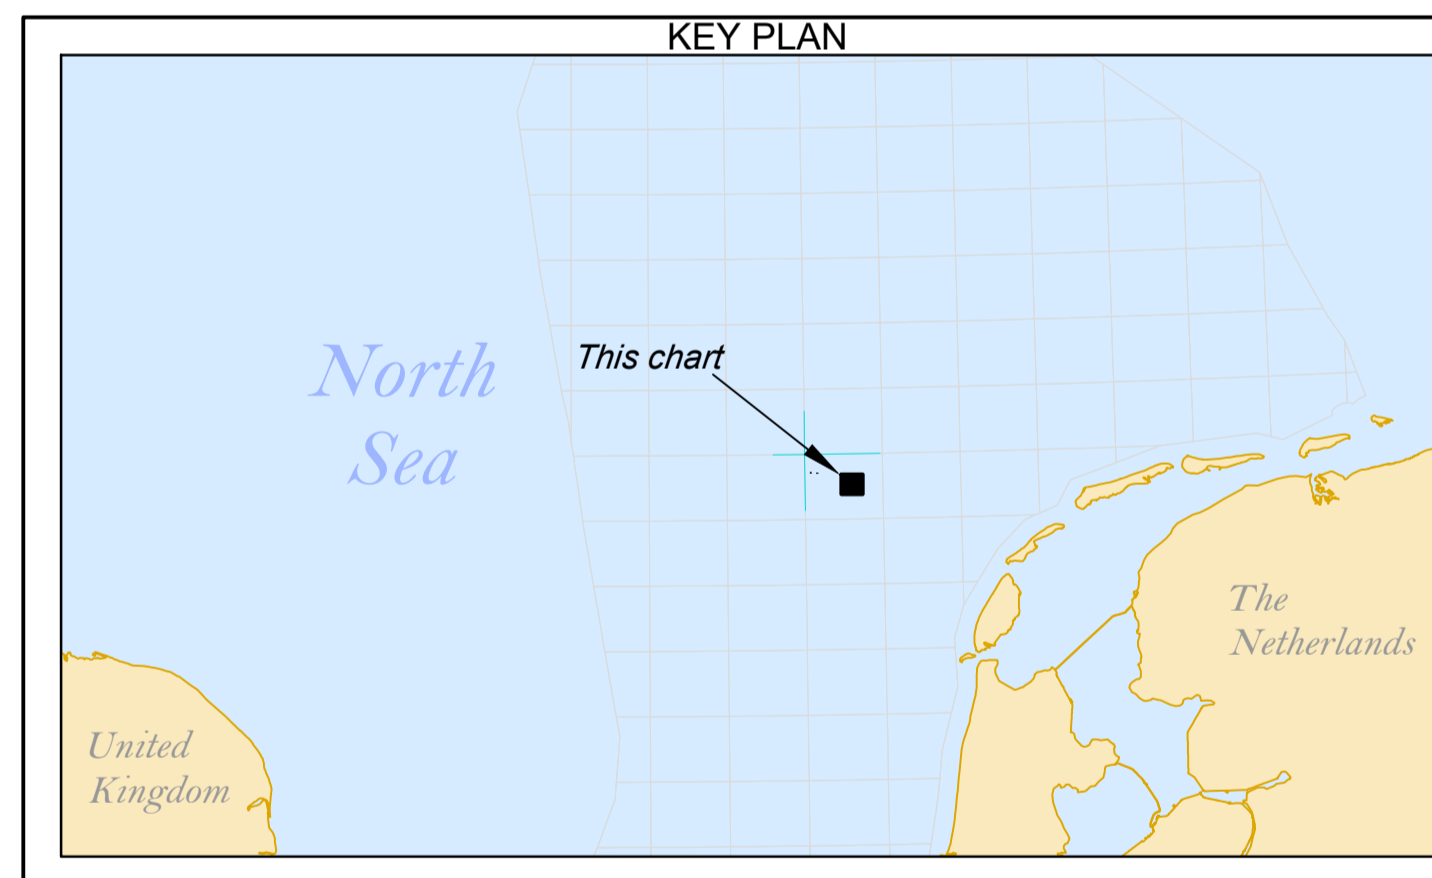 KEY PLAN
This chart
North
Sea
The
Netherlands
United
Kingdom